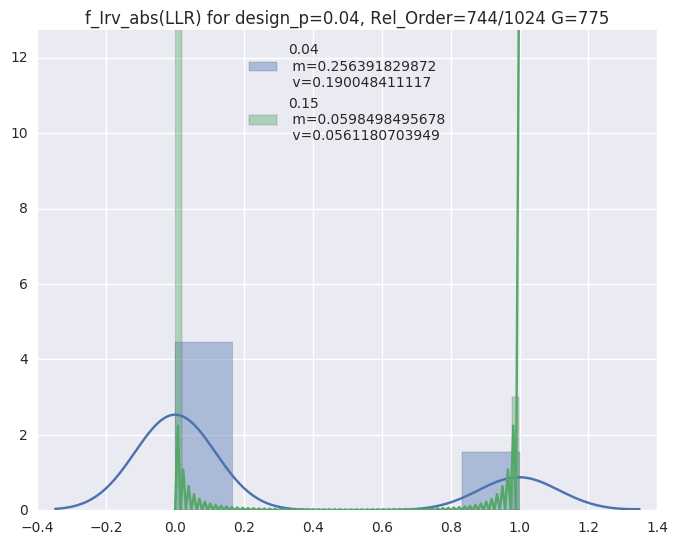 f_Irv_abs(LLR) for design_p=0.04, Rel_Order=744/1024 G=775
12
10
8
6
4
2
0
0.04
m=0.256391829872
v=0.190048411117
0.15
m=0.0598498495678
v=0.0561180703949
−0.4 −0.2 0.0 0.2 0.4 0.6 0.8 1.0 1.2 1.4